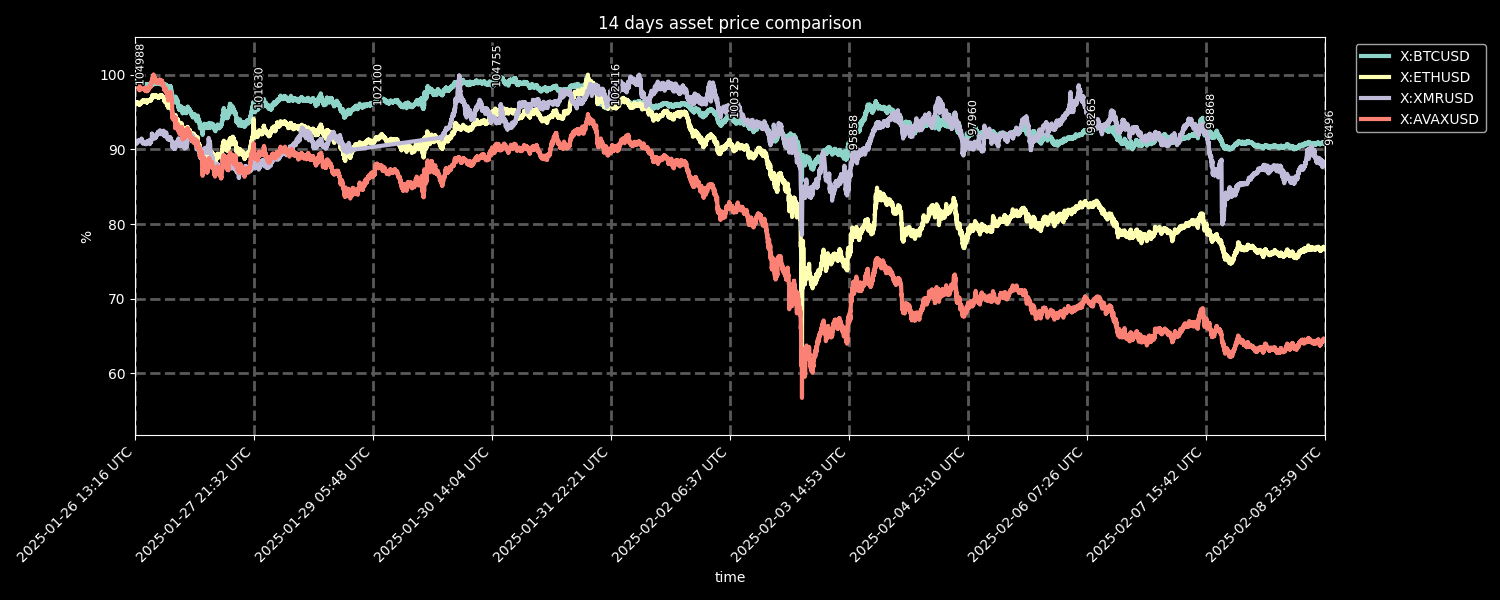 14 days asset price comparison
X:BTCUSD
X:ETHUSD
X:XMRUSD
X:AVAXUSD
100
90
80
70
60
%
104988
101630
102100
104755
102116
100325
95858
97960
98265
98868
96496
2025-01-26 13:16 UTC
2025-01-27 21:32 UTC
2025-01-29 05:48 UTC
2025-01-30 14:04 UTC
2025-01-31 22:21 UTC
2025-02-02 06:37 UTC
2025-02-03 14:53 UTC
2025-02-04 23:10 UTC
2025-02-06 07:26 UTC
2025-02-07 15:42 UTC
2025-02-08 23:59 UTC
time